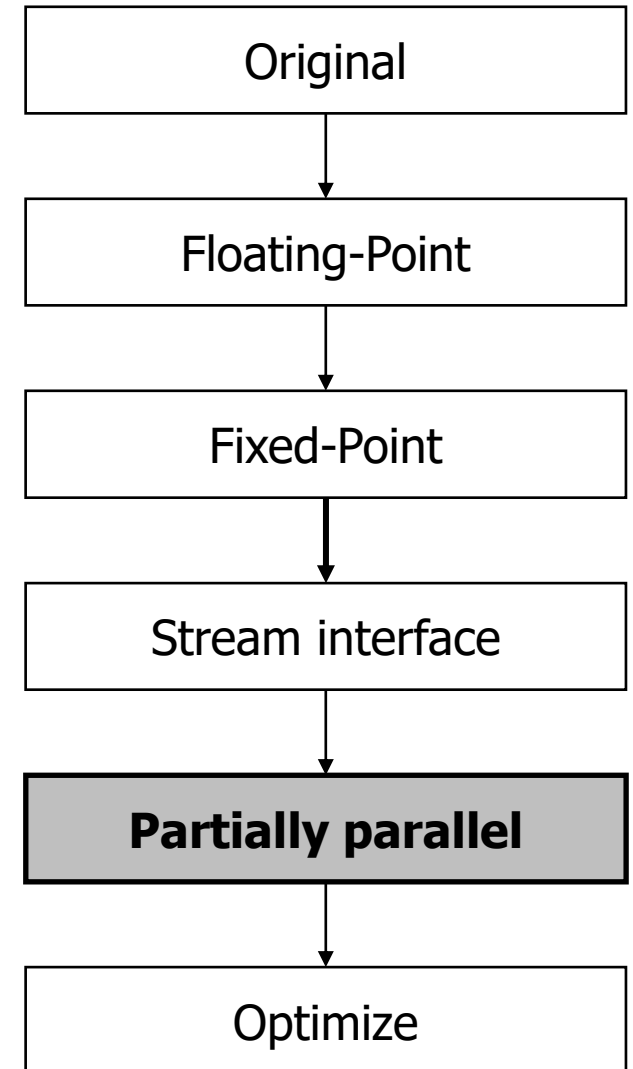 Original
Floating-Point
Fixed-Point
Stream interface
Partially parallel
Optimize